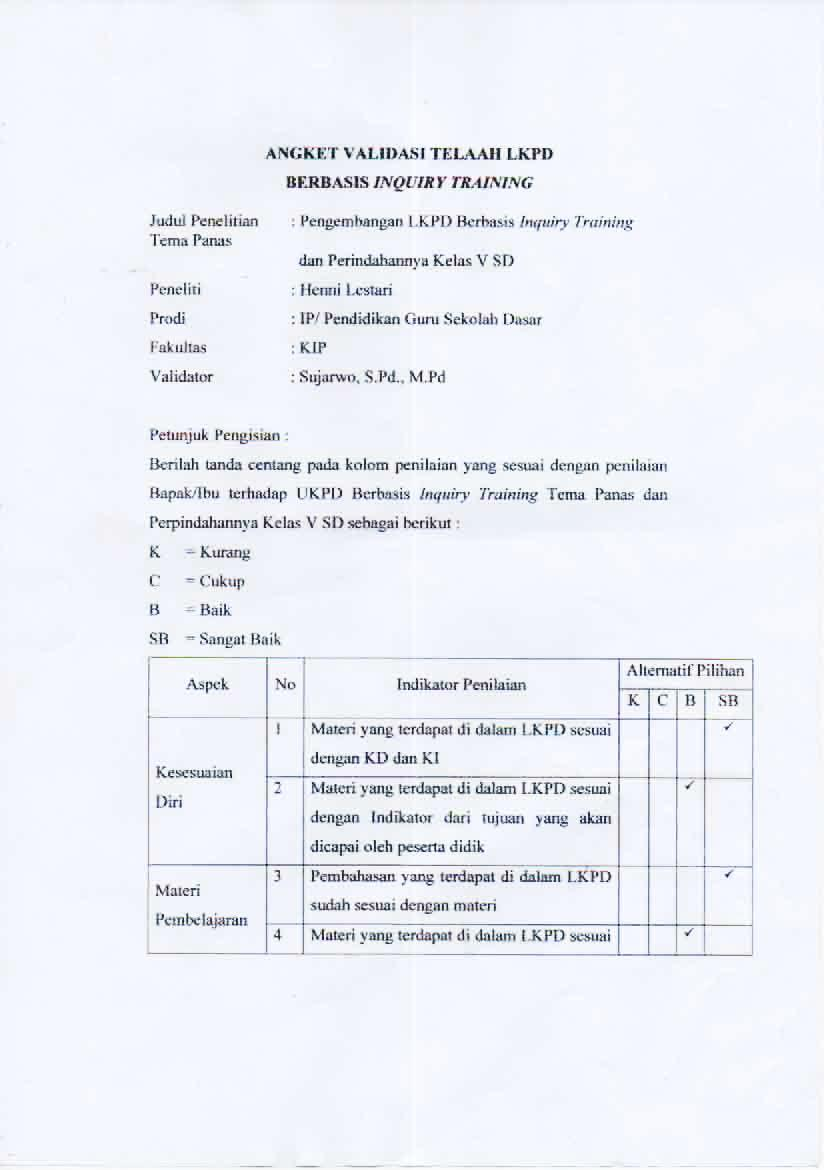 ANGKET VALIDASI TELAAH LKPD
BERBASIS INQUIRY TRAINING
Judul Penelitian : Pengembangan LKPD Berbasis Inquiry Training
Tema Panas
dan Perindahannya Kelas V SD
Peneliti : Henni Lestari
Prodi : IP/ Pendidikan Guru Sekolah Dasar
Fakultas : KIP
Validator : Sujarwo, S.Pd., M.Pd
Petunjuk Pengisian :
Berilah tanda centang pada kolom penilaian yang sesuai dengan penilaian
Bapak/Ibu terhadap UKPD Berbasis Inquiry Training Tema Panas dan
Perpindahannya Kelas V SD sebagai berikut :
K = Kurang
C = Cukup
B = Baik
SB = Sangat Baik
Aspek No Indikator Penilaian Alternatif Pilihan
K C B SB
Kesesuaian
Diri
1 Materi yang terdapat di dalam LKPD sesuai ✓
dengan KD dan KI
2 Materi yang terdapat di dalam LKPD sesuai ✓
dengan Indikator dari tujuan yang akan
dicapai oleh peserta didik
Materi
Pembelajaran
3 Pembahasan yang terdapat di dalam LKPD ✓
sudah sesuai dengan materi
4 Materi yang terdapat di dalam LKPD sesuai ✓